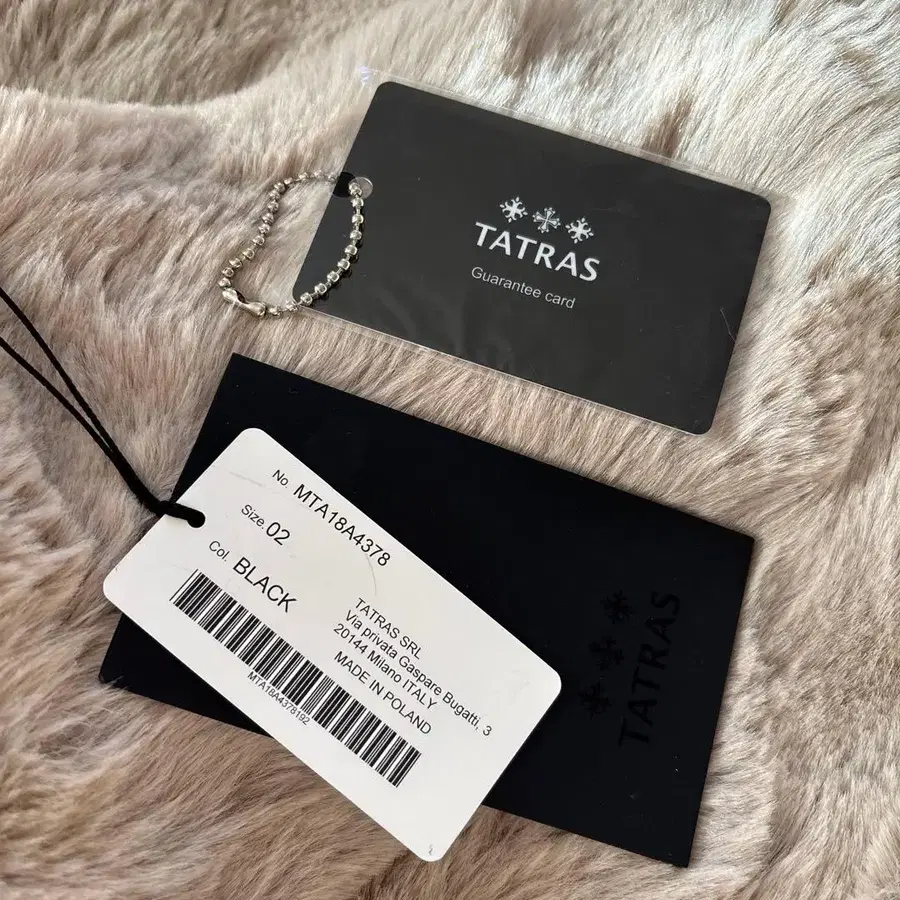 TATRAS
Guarantee card
No. MTA18A4378
Size. 02
Col. BLACK
TATRAS SRL
Via privata Gaspare Bugatti, 3
20144 Milano ITALY
MADE IN POLAND
MTA18A4378192
TATRAS